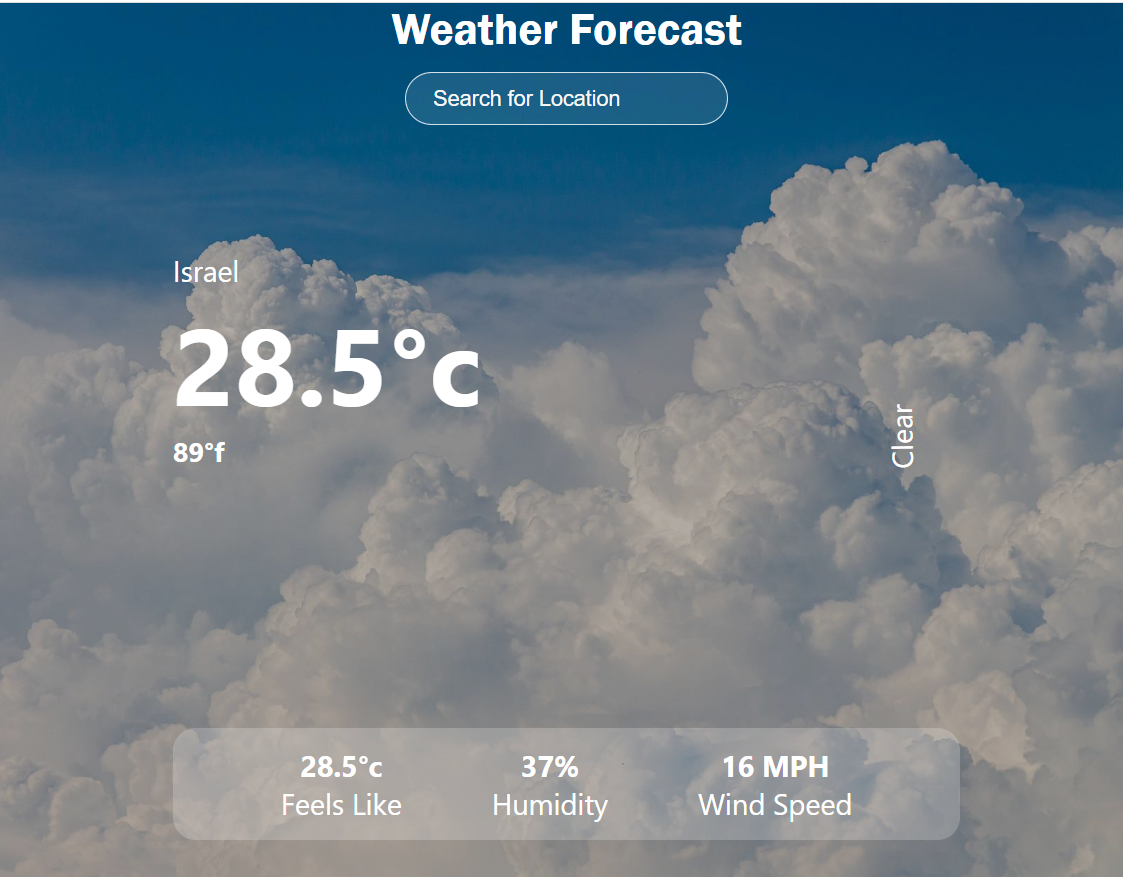 Weather Forecast
Search for Location
Israel
28.5°c
89°f
Clear
28.5°c 37% 16 MPH
Feels Like Humidity Wind Speed